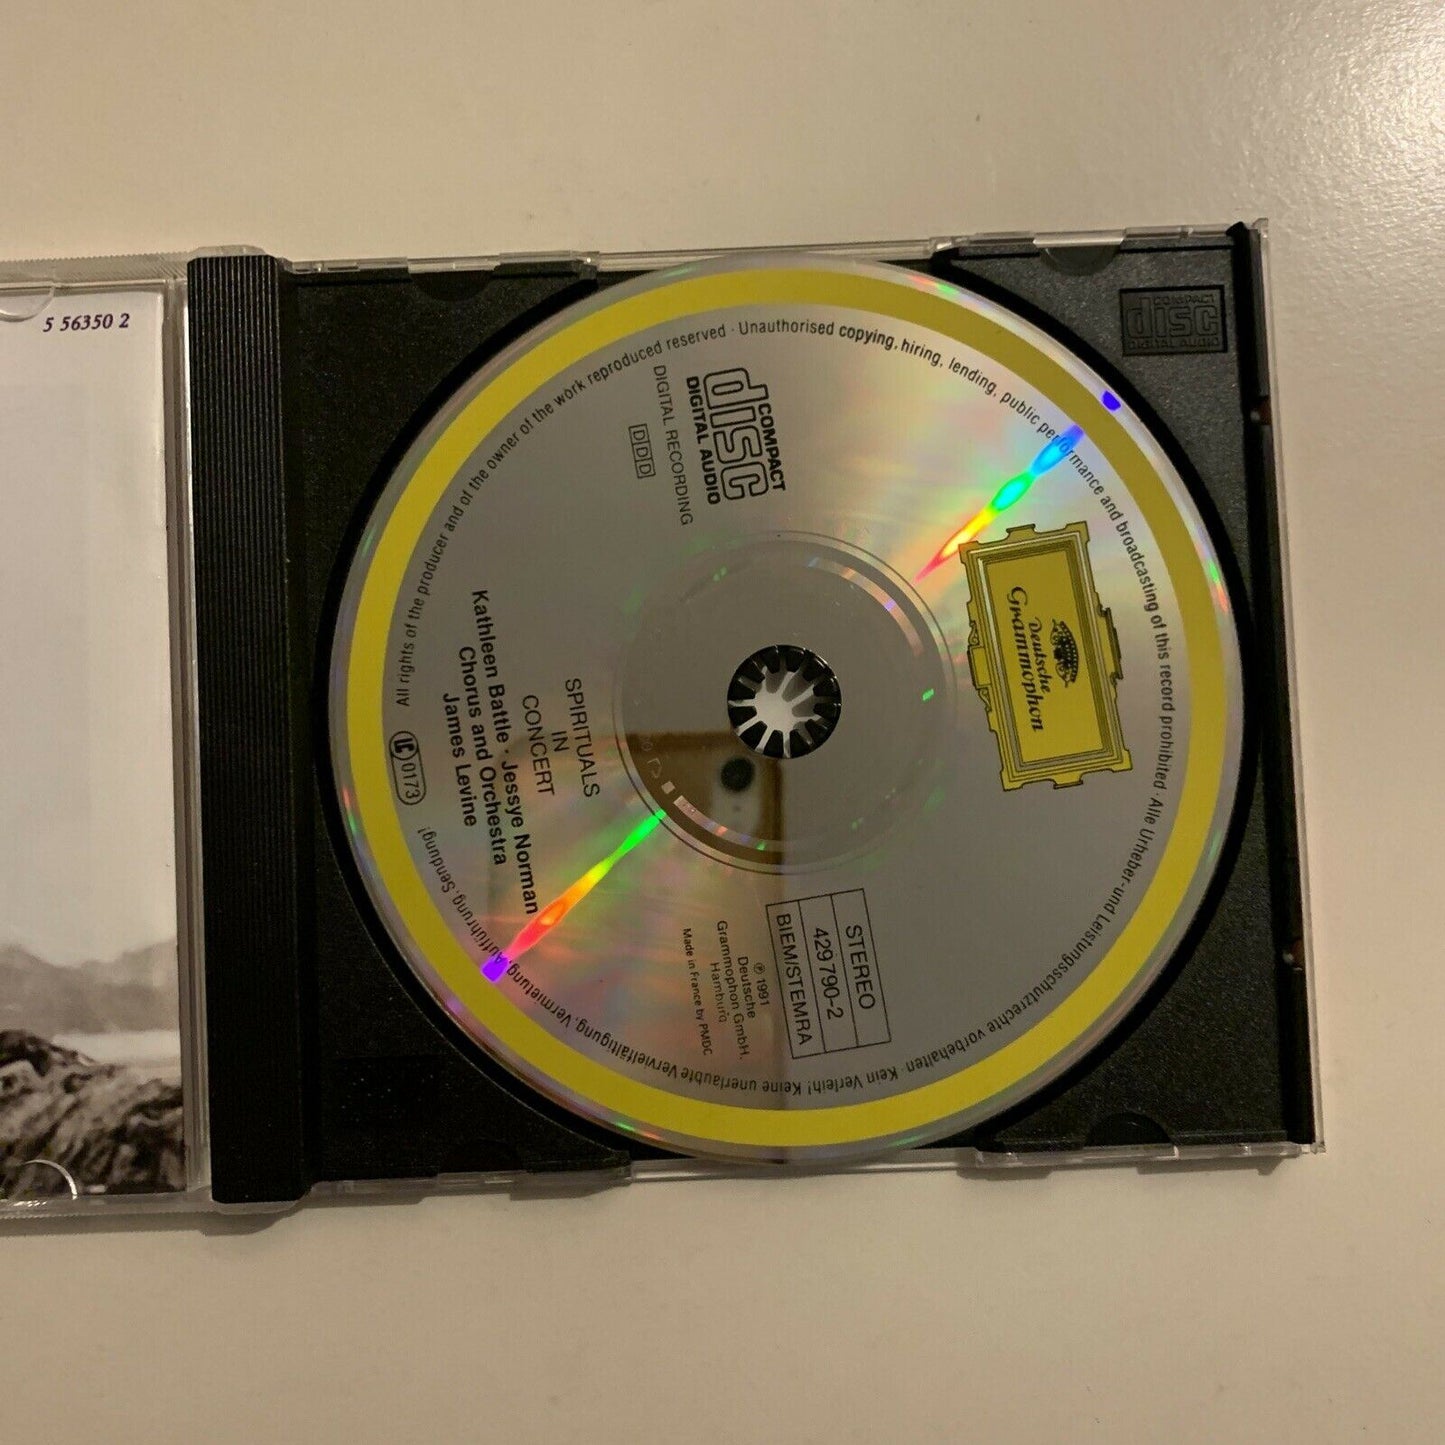 5 56350 2
COMPACT
disc
DIGITAL AUDIO
All rights of the producer and of the owner of the work reproduced reserved · Unauthorised copying, hiring, lending, public performance and broadcasting of this record prohibited · Alle Urheber-und Leistungsschutzrechte vorbehalten · Kein Verleih! Keine unerlaubte Vervielfältigung, Vermietung, Aufführung, Sendung!
Deutsche
Grammophon
COMPACT
disc
DIGITAL AUDIO
DIGITAL RECORDING
DDD
STEREO
429 790-2
BIEM/STEMRA
℗ 1991
Deutsche
Grammophon GmbH.
Hamburg
Made in France by PMDC
SPIRITUALS
IN
CONCERT
Kathleen Battle · Jessye Norman
Chorus and Orchestra
James Levine
LC 0173